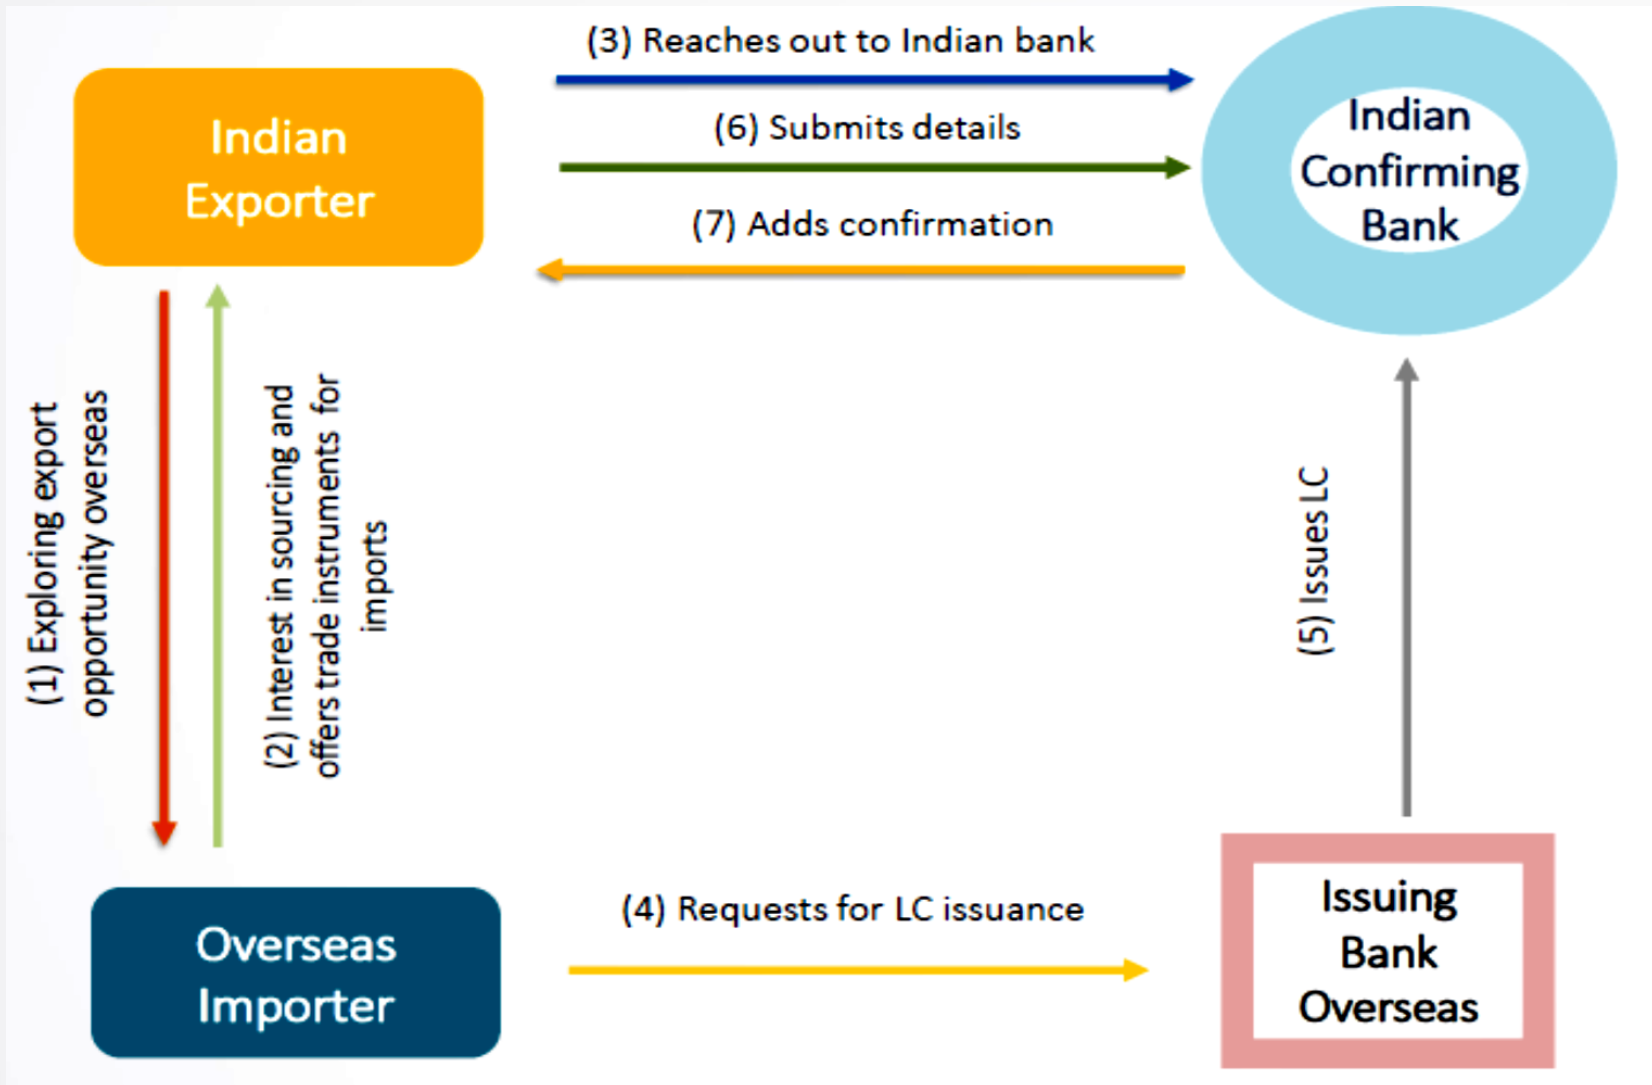 (3) Reaches out to Indian bank
Indian
Exporter
(6) Submits details
(7) Adds confirmation
Indian
Confirming
Bank
(1) Exploring export
opportunity overseas
(2) Interest in sourcing and
offers trade instruments for
imports
(5) Issues LC
Overseas
Importer
(4) Requests for LC issuance
Issuing
Bank
Overseas